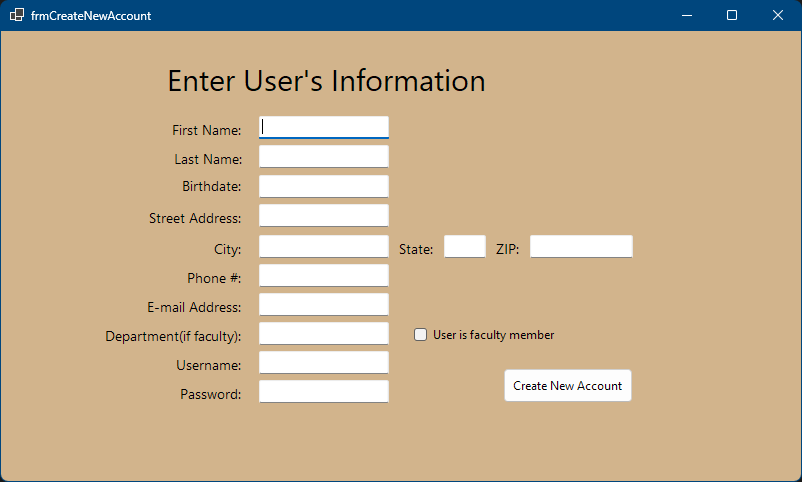 frmCreateNewAccount
Enter User's Information
First Name:
Last Name:
Birthdate:
Street Address:
City: State: ZIP:
Phone #:
E-mail Address:
Department(if faculty): User is faculty member
Username:
Password: Create New Account